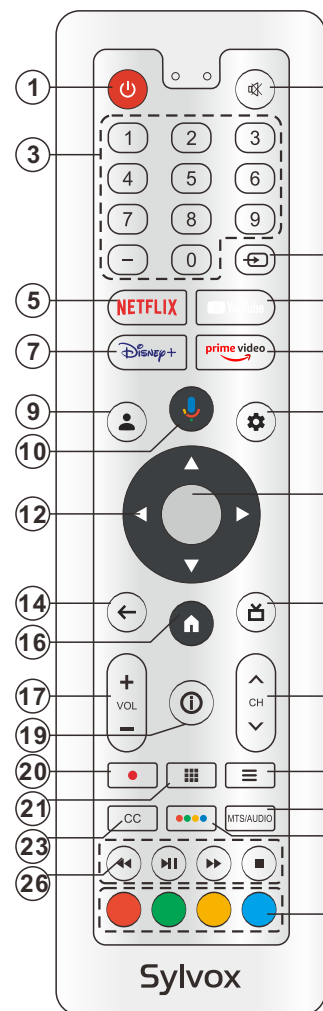 1
1 2 3
3
4 5 6
7 8 9
− 0
5
NETFLIX YouTube
7
Disney+ prime video
9
10
12
14
16
17
+
VOL
−
CH
19
20
21
CC MTS/AUDIO
23
26
Sylvox